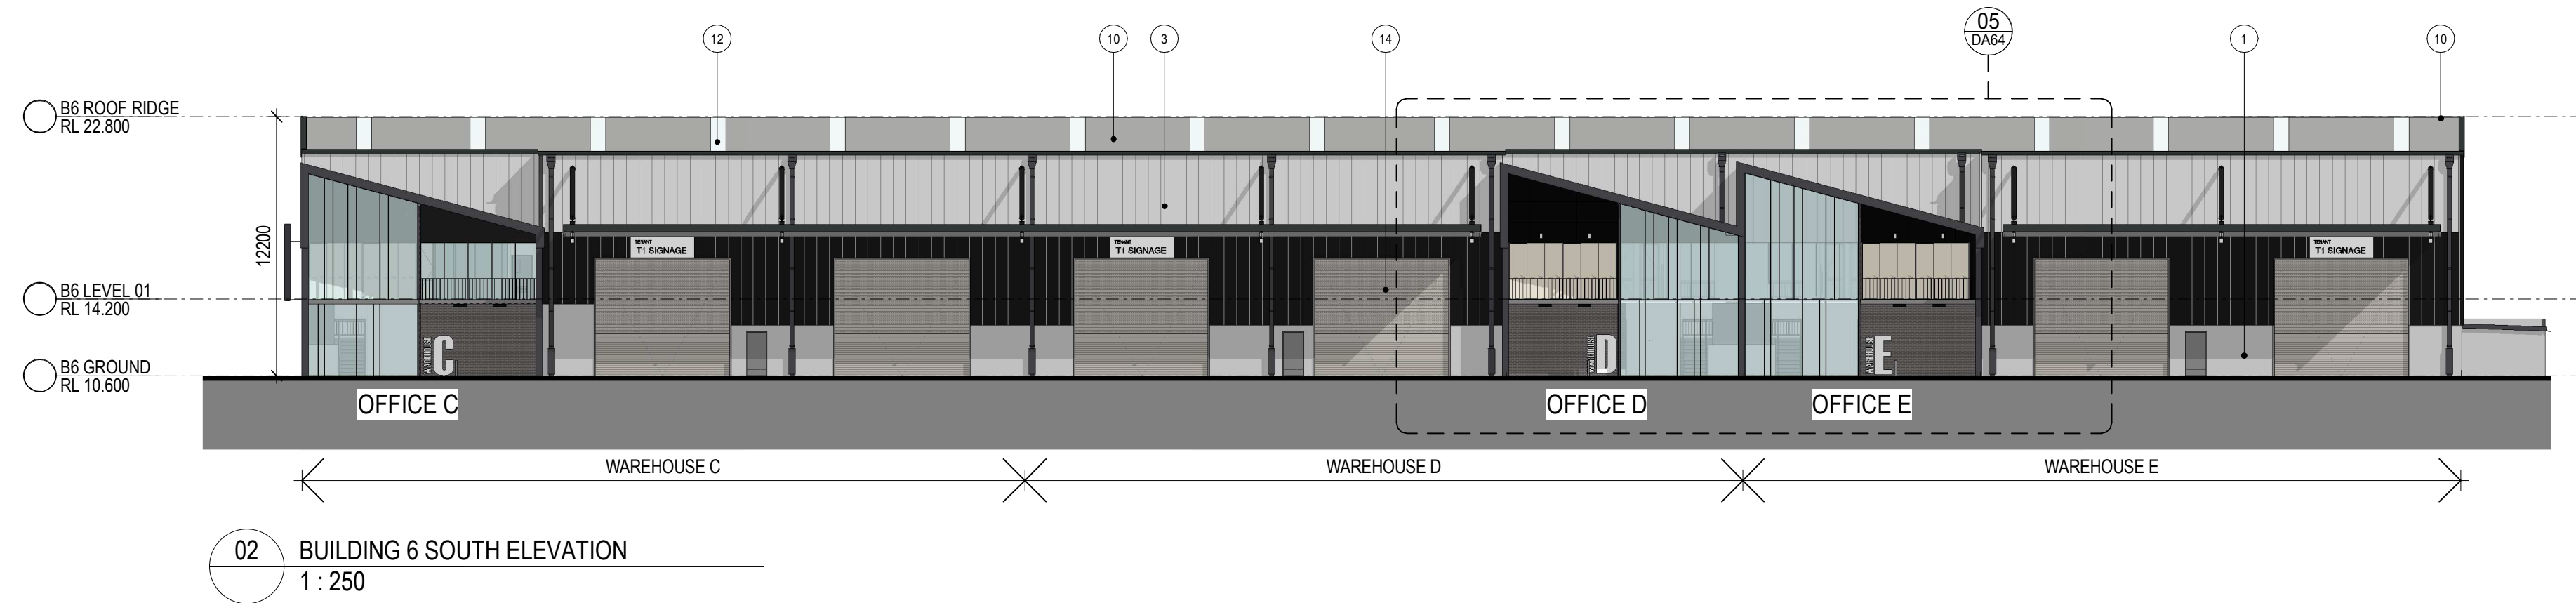 12
10
3
14
05
DA64
1
10
B6 ROOF RIDGE
RL 22.800
12200
TENANT
T1 SIGNAGE
TENANT
T1 SIGNAGE
TENANT
T1 SIGNAGE
B6 LEVEL 01
RL 14.200
WAREHOUSE
C
WAREHOUSE
D
WAREHOUSE
E
B6 GROUND
RL 10.600
OFFICE C
OFFICE D
OFFICE E
WAREHOUSE C
WAREHOUSE D
WAREHOUSE E
02
BUILDING 6 SOUTH ELEVATION
1 : 250